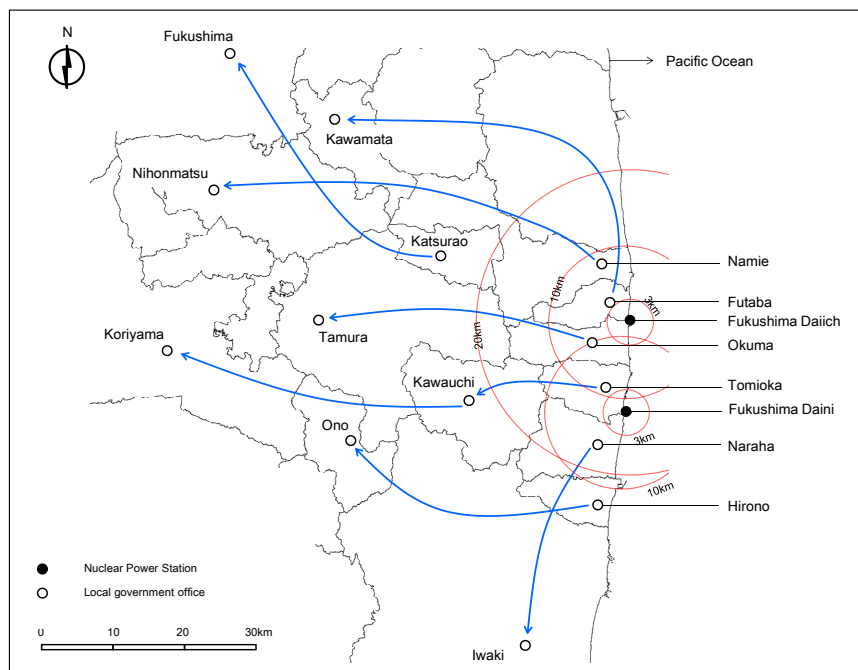 N
Fukushima
Pacific Ocean
Kawamata
Nihonmatsu
Katsurao
Namie
10km
3km
Futaba
20km
Fukushima Daiich
Koriyama
Tamura
Okuma
Kawauchi
Tomioka
Ono
Fukushima Daini
3km
Naraha
10km
Hirono
Nuclear Power Station
Local government office
0 10 20 30km
Iwaki